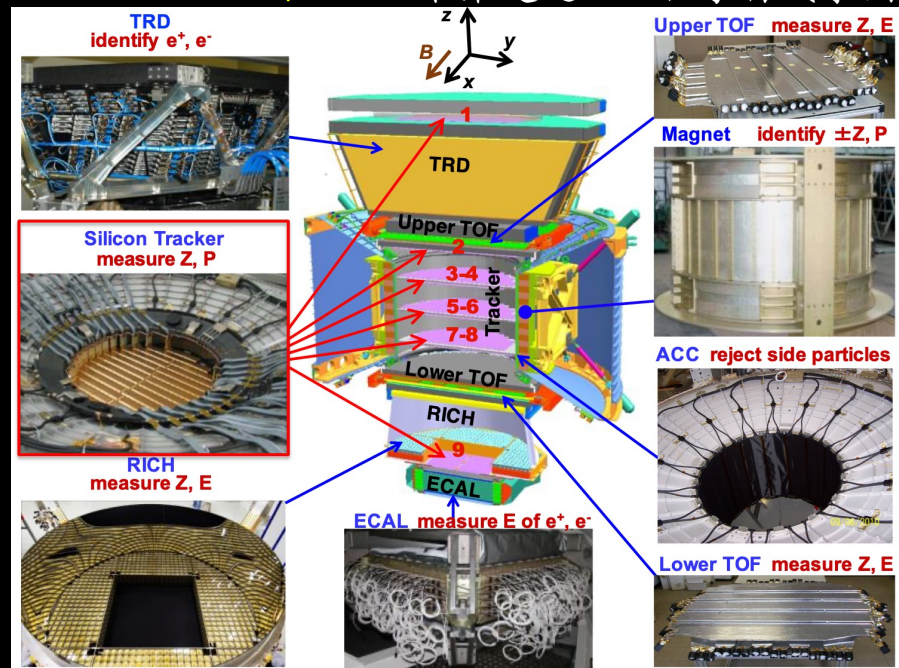 TRD
identify e⁺, e⁻
Silicon Tracker
measure Z, P
RICH
measure Z, E
z
y
B
x
1
TRD
Upper TOF
2
3-4
5-6
7-8
Tracker
Lower TOF
RICH
9
ECAL
ECAL measure E of e⁺, e⁻
Upper TOF measure Z, E
Magnet identify ±Z, P
ACC reject side particles
Lower TOF measure Z, E